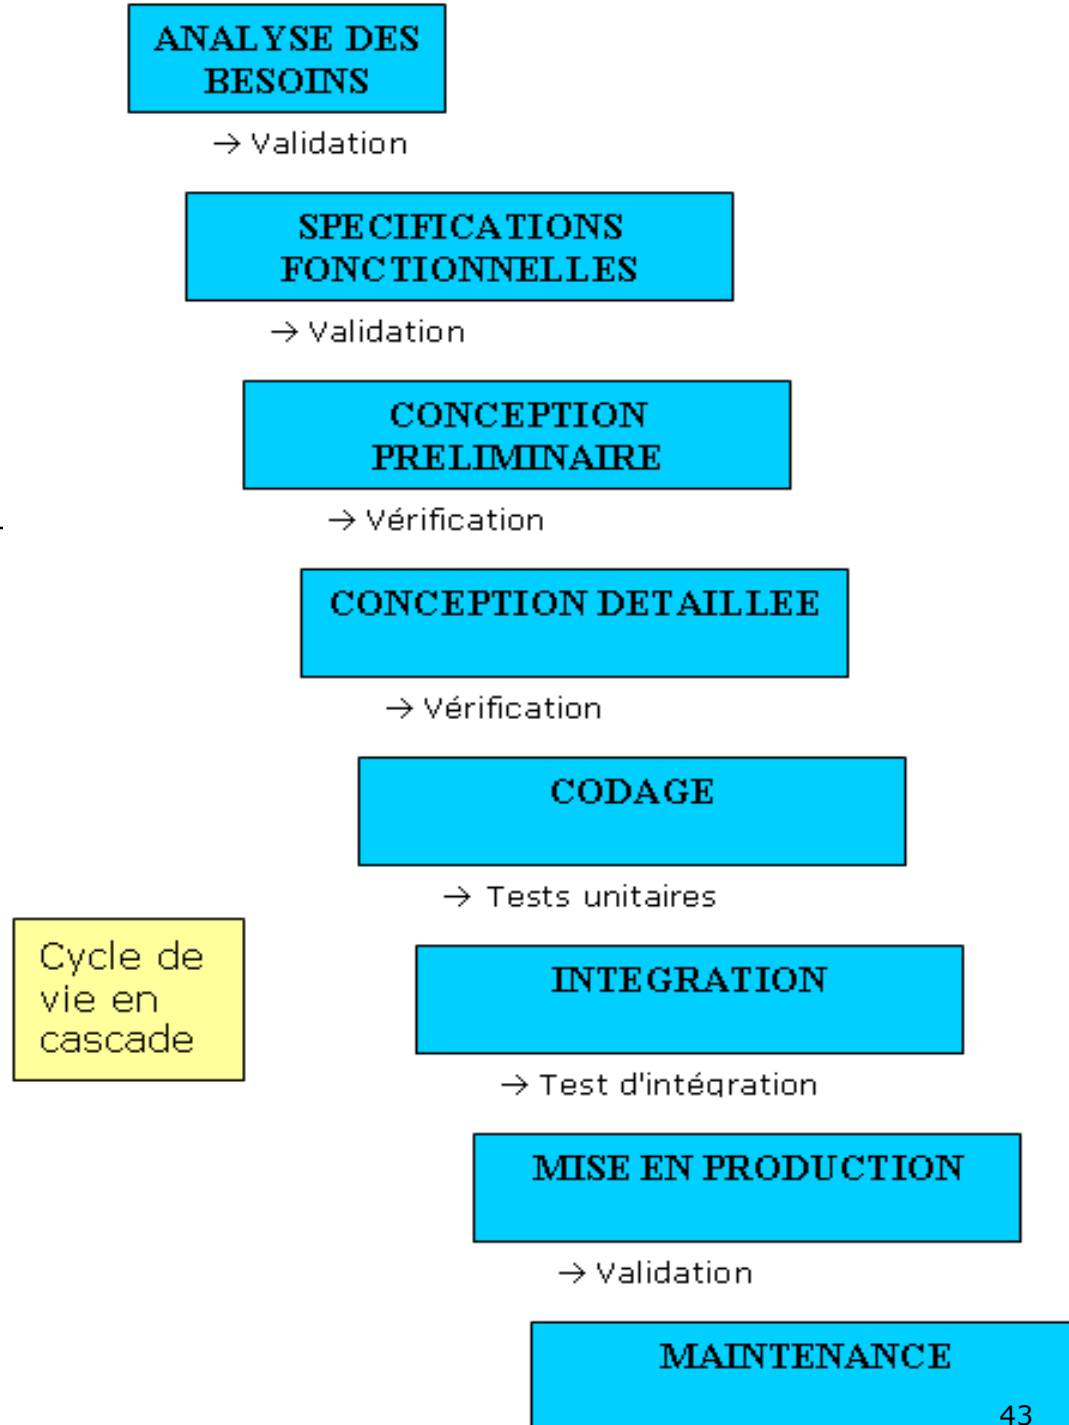 ANALYSE DES
BESOINS
→ Validation
SPECIFICATIONS
FONCTIONNELLES
→ Validation
CONCEPTION
PRELIMINAIRE
→ Vérification
CONCEPTION DETAILLEE
→ Vérification
CODAGE
→ Tests unitaires
Cycle de
vie en
cascade
INTEGRATION
→ Test d'intégration
MISE EN PRODUCTION
→ Validation
MAINTENANCE
43